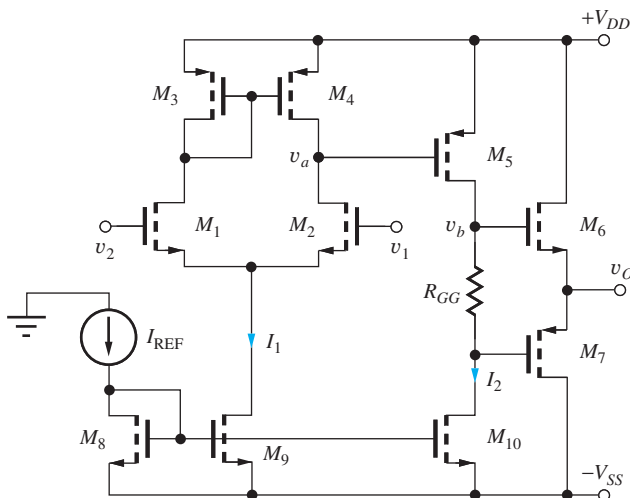 +V_DD
M_3
M_4
v_a
M_5
v_2
M_1
M_2
v_1
v_b
M_6
R_GG
v_O
I_REF
I_1
M_7
I_2
M_8
M_9
M_10
−V_SS